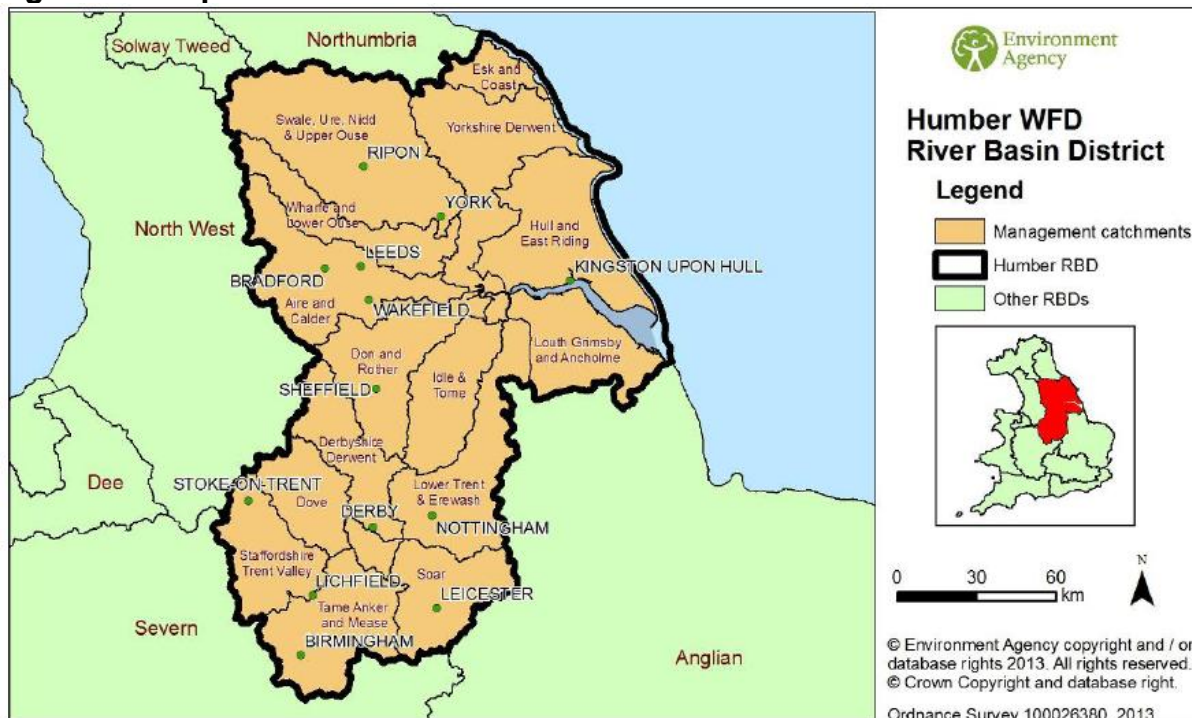 Solway Tweed
Northumbria
Esk and
Coast
Swale, Ure, Nidd
& Upper Ouse
Yorkshire Derwent
RIPON
North West
Wharfe and
Lower Ouse
YORK
Hull and
East Riding
LEEDS
BRADFORD
KINGSTON UPON HULL
Aire and
Calder
WAKEFIELD
Don and
Rother
Louth Grimsby
and Ancholme
SHEFFIELD
Idle &
Torne
Derbyshire
Derwent
Dee
STOKE-ON-TRENT
Dove
Lower Trent
& Erewash
DERBY
NOTTINGHAM
Staffordshire
Trent Valley
LICHFIELD
Soar
LEICESTER
Tame Anker
and Mease
Severn
BIRMINGHAM
Anglian
Environment
Agency
Humber WFD
River Basin District
Legend
Management catchments
Humber RBD
Other RBDs
0 30 60
km
N
© Environment Agency copyright and / or
database rights 2013. All rights reserved.
© Crown Copyright and database right.
Ordnance Survey 100026380, 2013